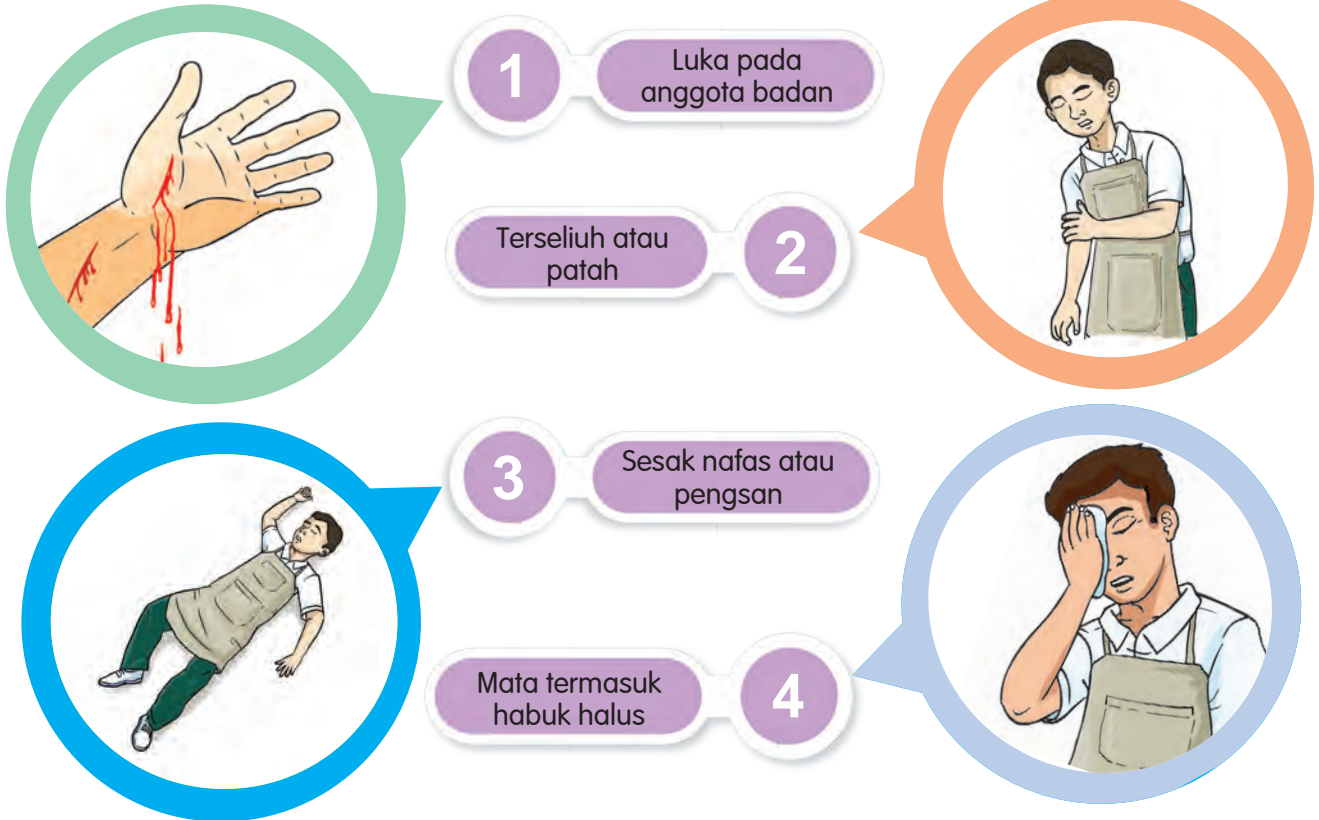 1
Luka pada
anggota badan
Terseliuh atau
patah
2
3
Sesak nafas atau
pengsan
Mata termasuk
habuk halus
4